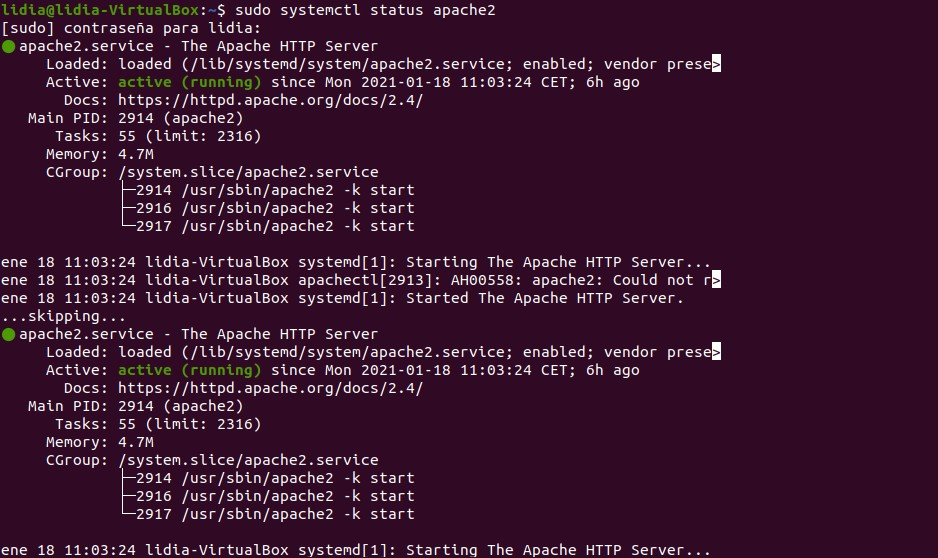 lidia@lidia-VirtualBox:~$ sudo systemctl status apache2
[sudo] contraseña para lidia:
● apache2.service - The Apache HTTP Server
     Loaded: loaded (/lib/systemd/system/apache2.service; enabled; vendor prese>
     Active: active (running) since Mon 2021-01-18 11:03:24 CET; 6h ago
       Docs: https://httpd.apache.org/docs/2.4/
   Main PID: 2914 (apache2)
      Tasks: 55 (limit: 2316)
     Memory: 4.7M
     CGroup: /system.slice/apache2.service
             ├─2914 /usr/sbin/apache2 -k start
             ├─2916 /usr/sbin/apache2 -k start
             └─2917 /usr/sbin/apache2 -k start

ene 18 11:03:24 lidia-VirtualBox systemd[1]: Starting The Apache HTTP Server...
ene 18 11:03:24 lidia-VirtualBox apachectl[2913]: AH00558: apache2: Could not r>
ene 18 11:03:24 lidia-VirtualBox systemd[1]: Started The Apache HTTP Server.
...skipping...
● apache2.service - The Apache HTTP Server
     Loaded: loaded (/lib/systemd/system/apache2.service; enabled; vendor prese>
     Active: active (running) since Mon 2021-01-18 11:03:24 CET; 6h ago
       Docs: https://httpd.apache.org/docs/2.4/
   Main PID: 2914 (apache2)
      Tasks: 55 (limit: 2316)
     Memory: 4.7M
     CGroup: /system.slice/apache2.service
             ├─2914 /usr/sbin/apache2 -k start
             ├─2916 /usr/sbin/apache2 -k start
             └─2917 /usr/sbin/apache2 -k start

ene 18 11:03:24 lidia-VirtualBox systemd[1]: Starting The Apache HTTP Server...